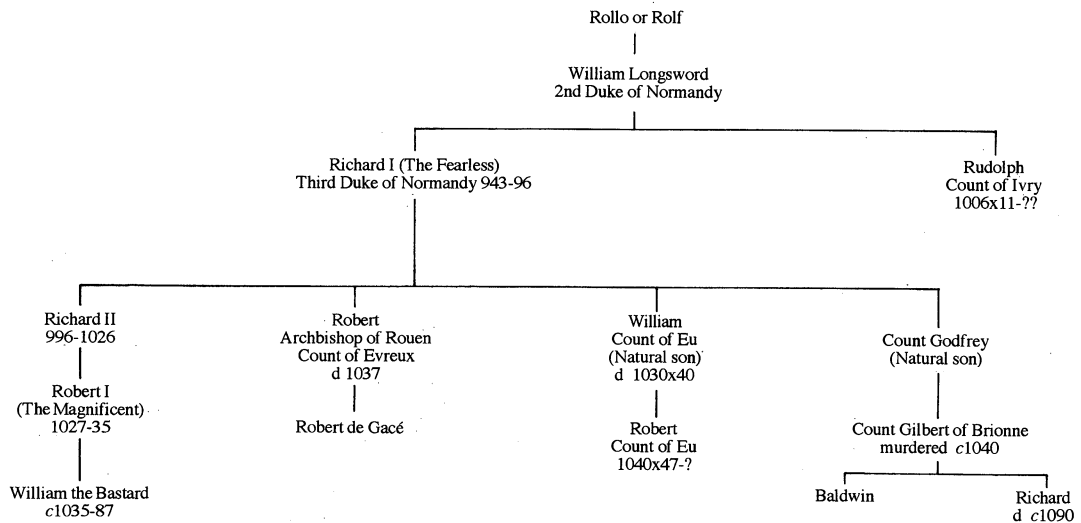 Rollo or Rolf
William Longsword
2nd Duke of Normandy
Richard I (The Fearless)
Third Duke of Normandy 943-96
Rudolph
Count of Ivry
1006x11-??
Richard II
996-1026
Robert
Archbishop of Rouen
Count of Evreux
d 1037
William
Count of Eu
(Natural son)
d 1030x40
Count Godfrey
(Natural son)
Robert I
(The Magnificent)
1027-35
Robert de Gacé
Robert
Count of Eu
1040x47-?
Count Gilbert of Brionne
murdered c1040
William the Bastard
c1035-87
Baldwin
Richard
d c1090